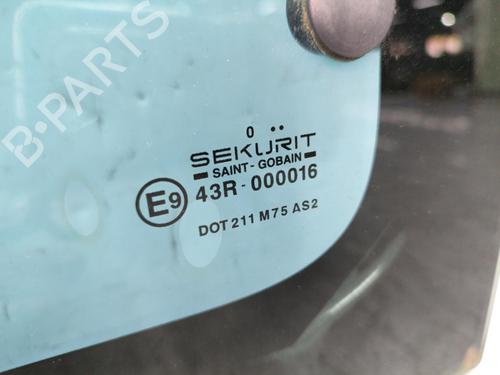 B-PARTS
0 ··
SEKURIT
SAINT-GOBAIN
E9 43R-000016
DOT 211 M75 AS2